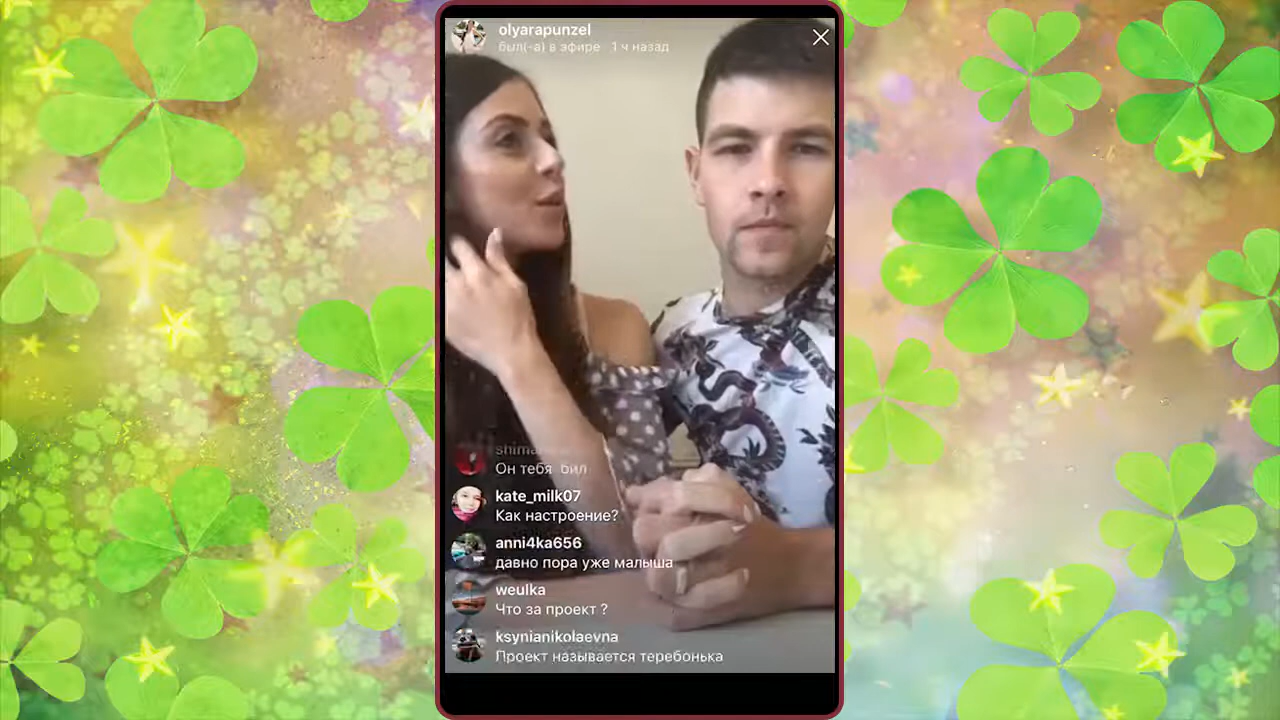 olyarapunzel
был(-а) в эфире 1 ч назад
Он тебя бил
kate_milk07
Как настроение?
anni4ka656
давно пора уже малыша
weulka
Что за проект ?
ksynianikolaevna
Проект называется теребонька